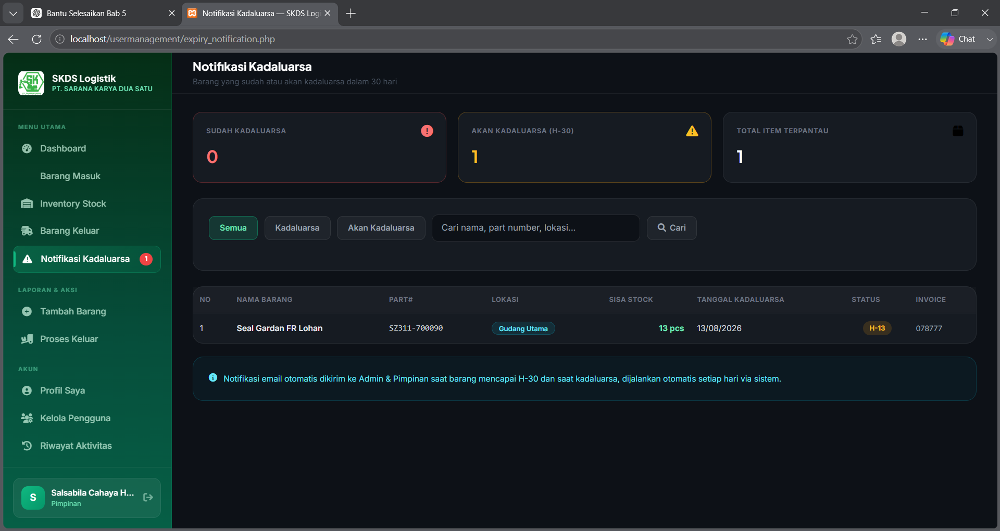 Bantu Selesaikan Bab 5
Notifikasi Kadaluarsa — SKDS Logi
localhost/usermanagement/expiry_notification.php
Chat
SKDS Logistik
PT. SARANA KARYA DUA SATU
MENU UTAMA
Dashboard
Barang Masuk
Inventory Stock
Barang Keluar
Notifikasi Kadaluarsa 1
LAPORAN & AKSI
Tambah Barang
Proses Keluar
AKUN
Profil Saya
Kelola Pengguna
Riwayat Aktivitas
S
Salsabila Cahaya H...
Pimpinan
Notifikasi Kadaluarsa
Barang yang sudah atau akan kadaluarsa dalam 30 hari
SUDAH KADALUARSA
0
AKAN KADALUARSA (H-30)
1
TOTAL ITEM TERPANTAU
1
Semua Kadaluarsa Akan Kadaluarsa Cari nama, part number, lokasi... Cari
NO NAMA BARANG PART# LOKASI SISA STOCK TANGGAL KADALUARSA STATUS INVOICE
1 Seal Gardan FR Lohan SZ311-700090 Gudang Utama 13 pcs 13/08/2026 H-13 078777
Notifikasi email otomatis dikirim ke Admin & Pimpinan saat barang mencapai H-30 dan saat kadaluarsa, dijalankan otomatis setiap hari via sistem.